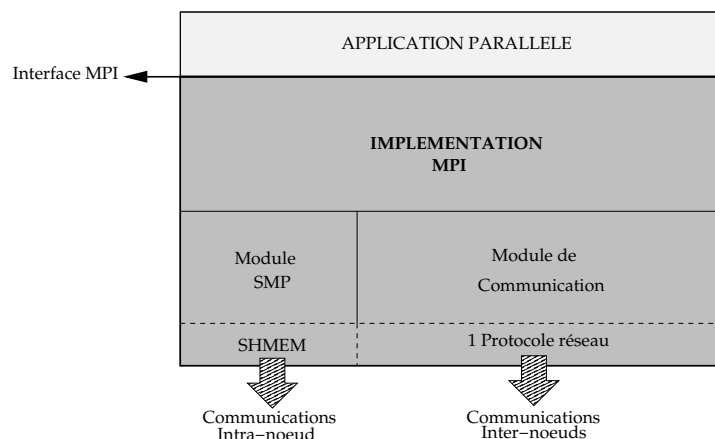 APPLICATION PARALLELE
Interface MPI
IMPLEMENTATION
MPI
Module
SMP
Module de
Communication
SHMEM
1 Protocole réseau
Communications
Intra−noeud
Communications
Inter−noeuds